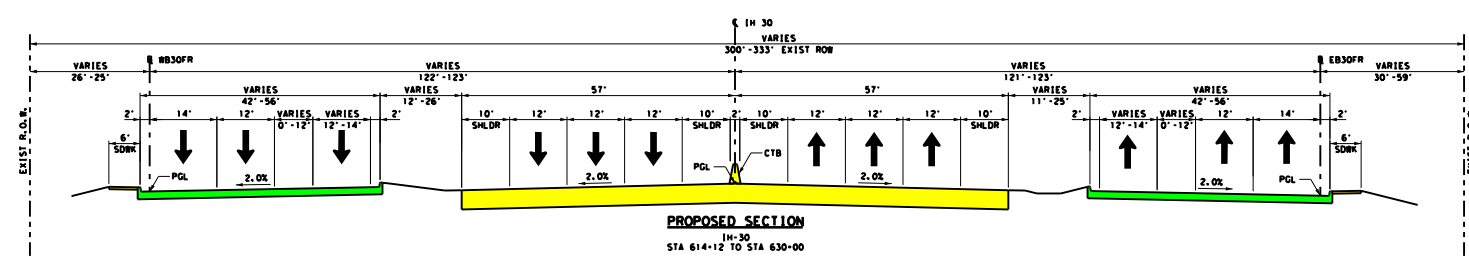 ℄ IH 30
VARIES
300'-333' EXIST ROW
VARIES
26'-25'
WB30FR
VARIES
122'-123'
VARIES
121'-123'
EB30FR
VARIES
30'-59'
VARIES
42'-56'
VARIES
12'-26'
57'
57'
VARIES
11'-25'
VARIES
42'-56'
2'
14'
12'
VARIES
0'-12'
VARIES
12'-14'
2'
10'
SHLDR
12'
12'
12'
10'
SHLDR
2'
10'
SHLDR
12'
12'
12'
10'
SHLDR
2'
VARIES
12'-14'
VARIES
0'-12'
12'
14'
2'
6'
SDWK
6'
SDWK
EXIST R.O.W.
PGL
2.0%
2.0%
PGL
CTB
2.0%
2.0%
PGL
PROPOSED SECTION
IH-30
STA 614+12 TO STA 630+00